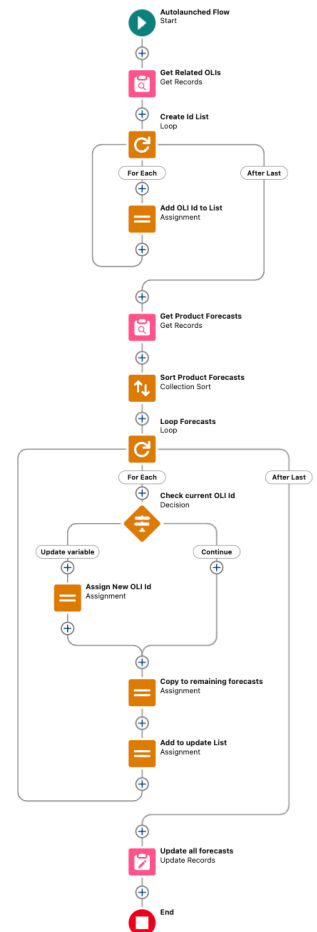 Autolaunched Flow
Start
Get Related OLIs
Get Records
Create Id List
Loop
For Each
After Last
Add OLI Id to List
Assignment
Get Product Forecasts
Get Records
Sort Product Forecasts
Collection Sort
Loop Forecasts
Loop
For Each
After Last
Check current OLI Id
Decision
Update variable
Continue
Assign New OLI Id
Assignment
Copy to remaining forecasts
Assignment
Add to update List
Assignment
Update all forecasts
Update Records
End